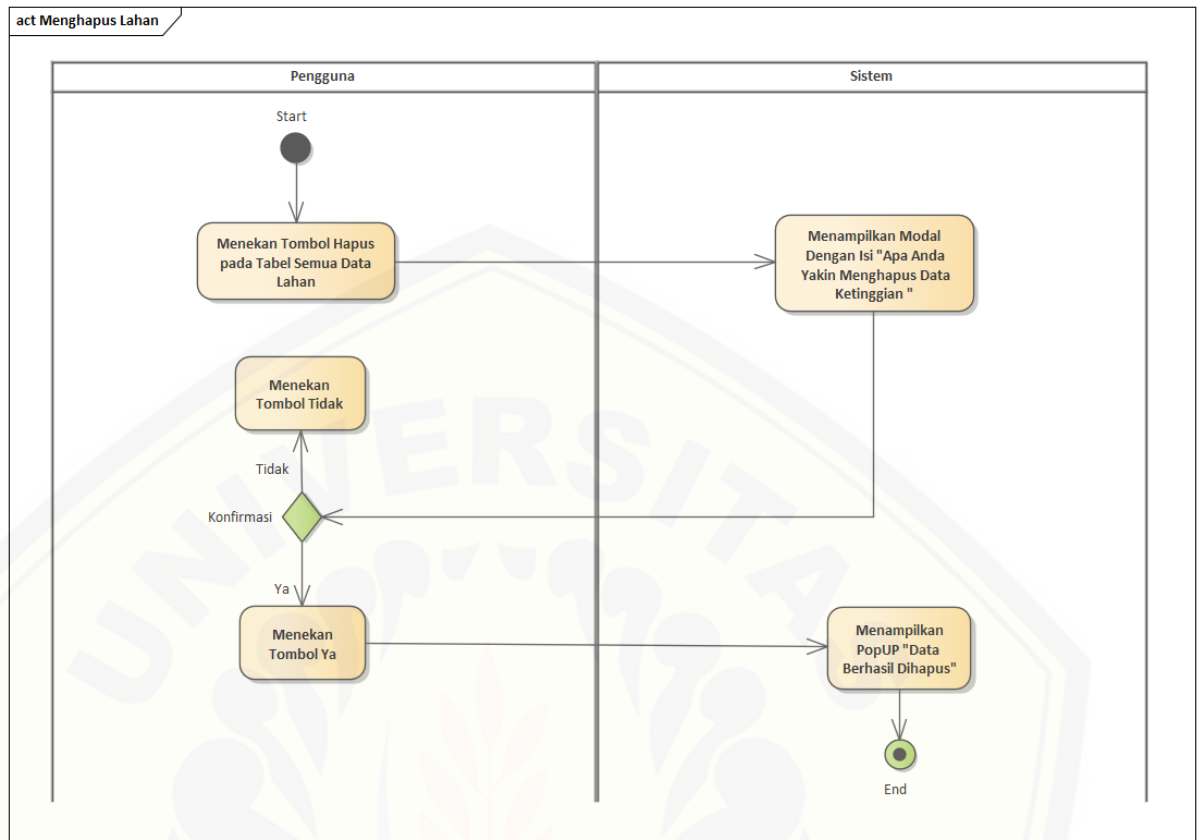 act Menghapus Lahan
Pengguna
Sistem
Start
Menekan Tombol Hapus
pada Tabel Semua Data
Lahan
Menampilkan Modal
Dengan Isi "Apa Anda
Yakin Menghapus Data
Ketinggian "
Menekan
Tombol Tidak
Tidak
Konfirmasi
Ya
Menekan
Tombol Ya
Menampilkan
PopUP "Data
Berhasil Dihapus"
End
UNIVERSITAS